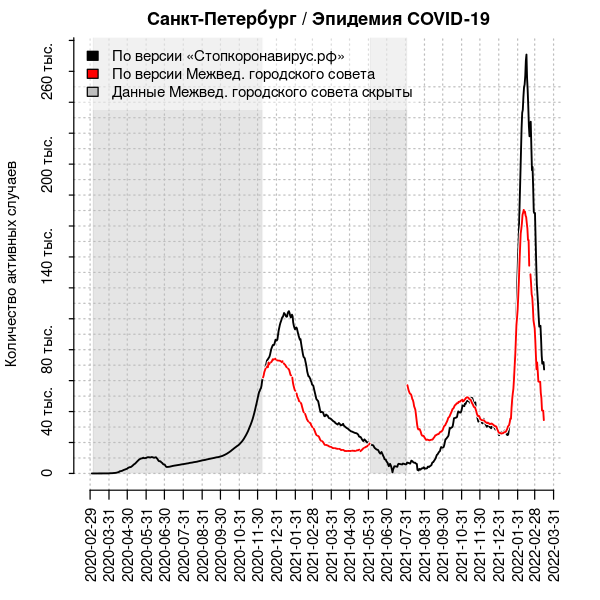 Санкт-Петербург / Эпидемия COVID-19
По версии «Стопкоронавирус.рф»
По версии Межвед. городского совета
Данные Межвед. городского совета скрыты
Количество активных случаев
260 тыс.
200 тыс.
140 тыс.
80 тыс.
40 тыс.
0
2020-02-29
2020-03-31
2020-04-30
2020-05-31
2020-06-30
2020-07-31
2020-08-31
2020-09-30
2020-10-31
2020-11-30
2020-12-31
2021-01-31
2021-02-28
2021-03-31
2021-04-30
2021-05-31
2021-06-30
2021-07-31
2021-08-31
2021-09-30
2021-10-31
2021-11-30
2021-12-31
2022-01-31
2022-02-28
2022-03-31